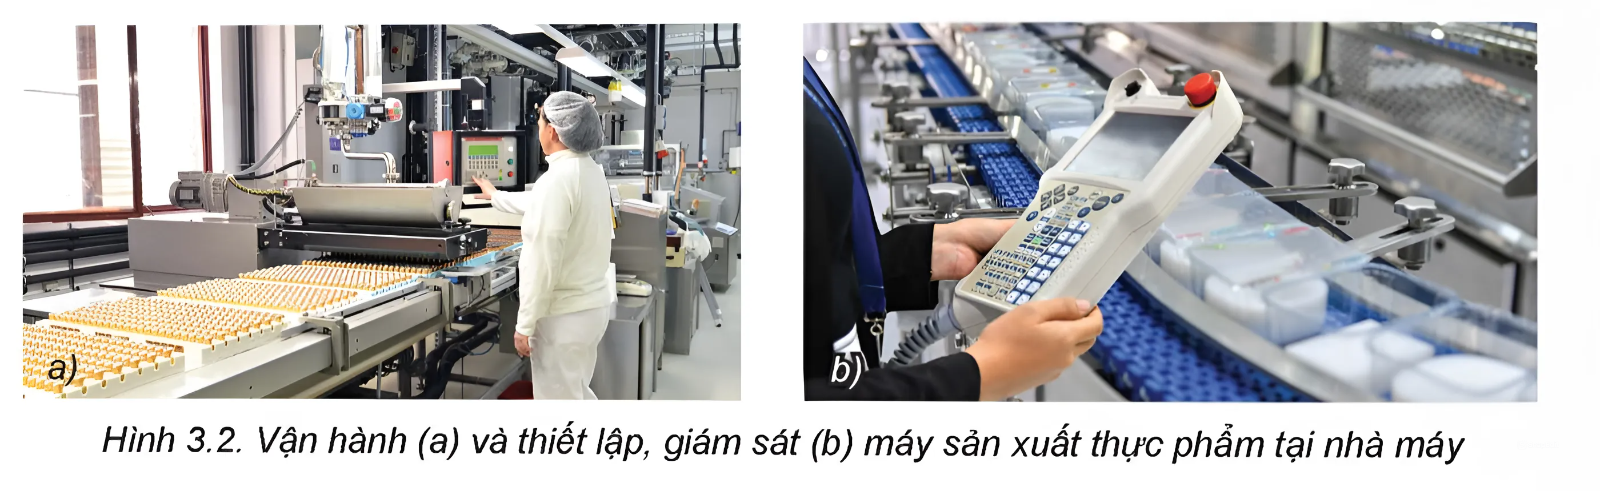 a)
b)
Hình 3.2. Vận hành (a) và thiết lập, giám sát (b) máy sản xuất thực phẩm tại nhà máy